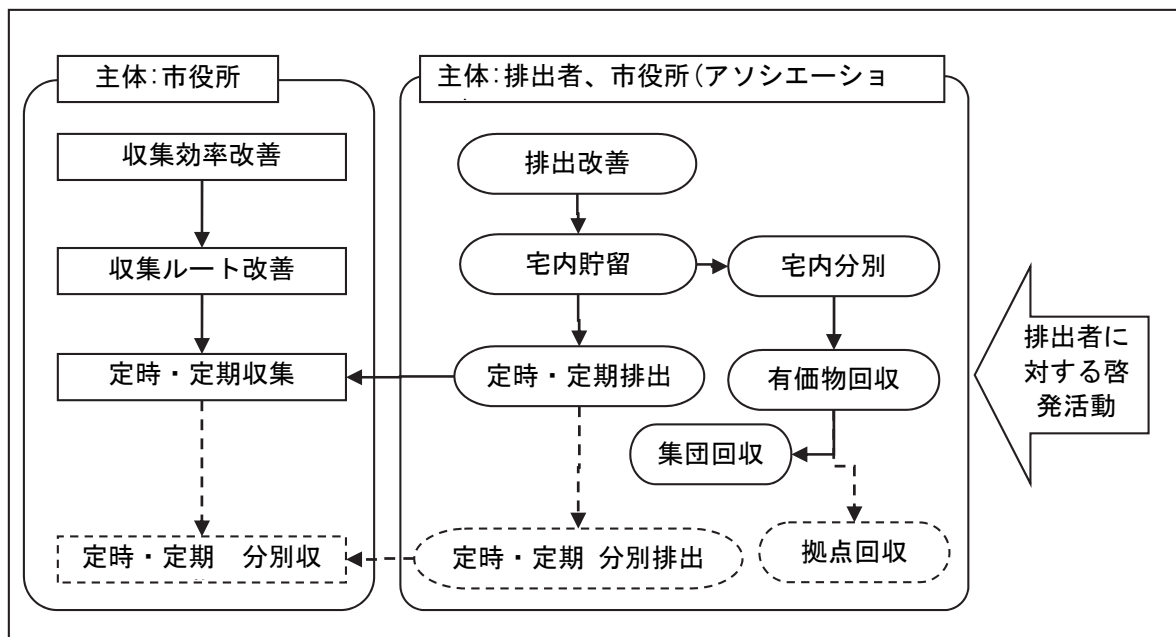 主体：市役所
収集効率改善
収集ルート改善
定時・定期収集
定時・定期　分別収
主体：排出者、市役所（アソシエーショ
排出改善
宅内貯留
宅内分別
定時・定期排出
有価物回収
集団回収
定時・定期 分別排出
拠点回収
排出者に
対する啓
発活動